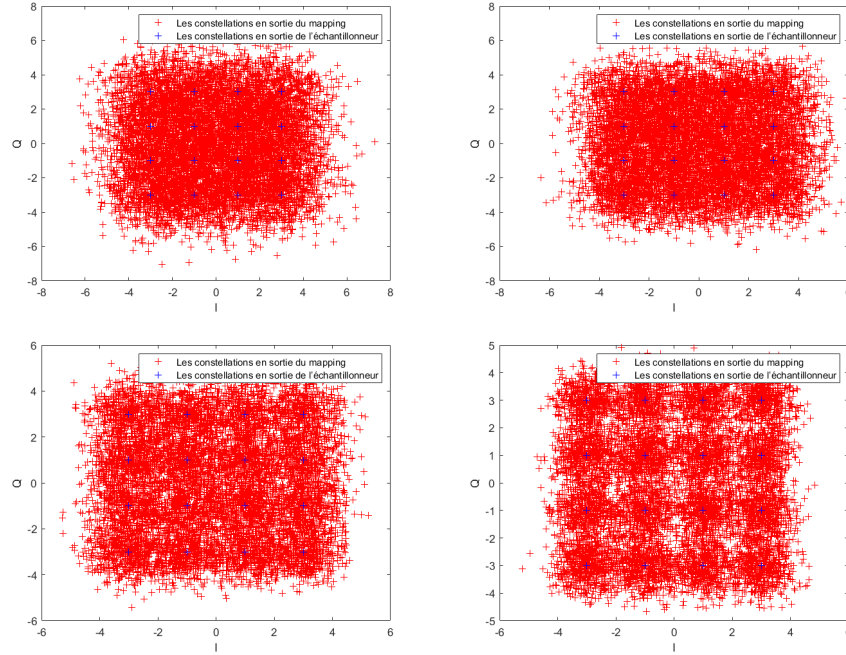 8
Les constellations en sortie du mapping
Les constellations en sortie de l'échantillonneur
6
4
2
0
-2
-4
-6
-8
Q
-8 -6 -4 -2 0 2 4 6 8
I
8
Les constellations en sortie du mapping
Les constellations en sortie de l'échantillonneur
6
4
2
0
-2
-4
-6
-8
Q
-8 -6 -4 -2 0 2 4 6
I
6
Les constellations en sortie du mapping
Les constellations en sortie de l'échantillonneur
4
2
0
-2
-4
-6
Q
-6 -4 -2 0 2 4 6
I
5
Les constellations en sortie du mapping
Les constellations en sortie de l'échantillonneur
4
3
2
1
0
-1
-2
-3
-4
-5
Q
-6 -4 -2 0 2 4 6
I